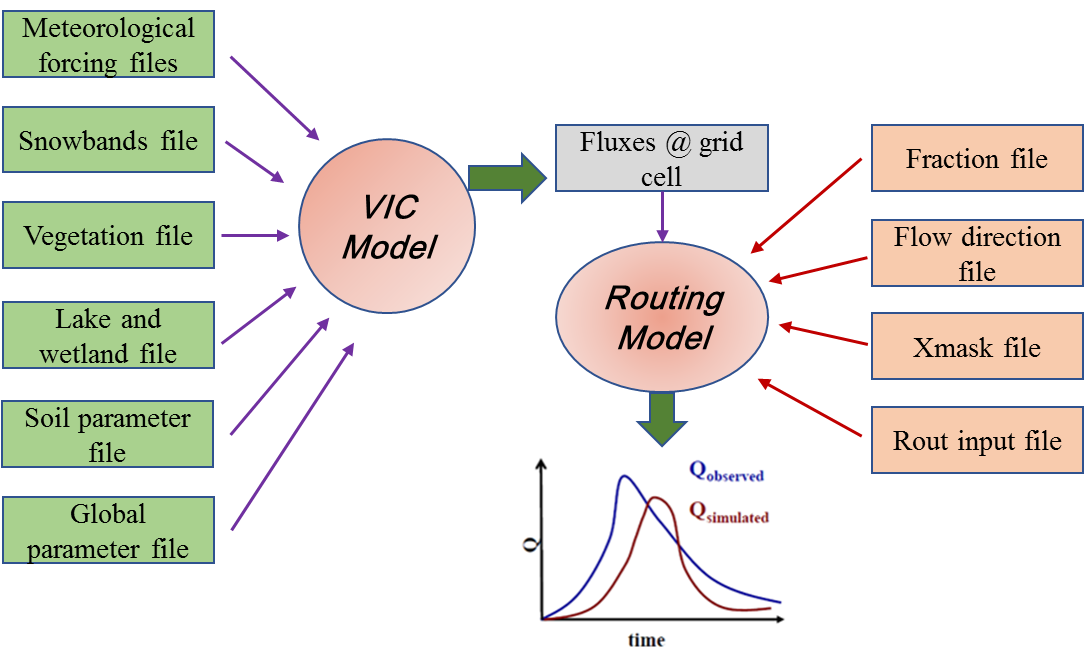 Meteorological
forcing files
Snowbands file
Vegetation file
Lake and
wetland file
Soil parameter
file
Global
parameter file
VIC
Model
Fluxes @ grid
cell
Routing
Model
Fraction file
Flow direction
file
Xmask file
Rout input file
Qobserved
Qsimulated
Q
time